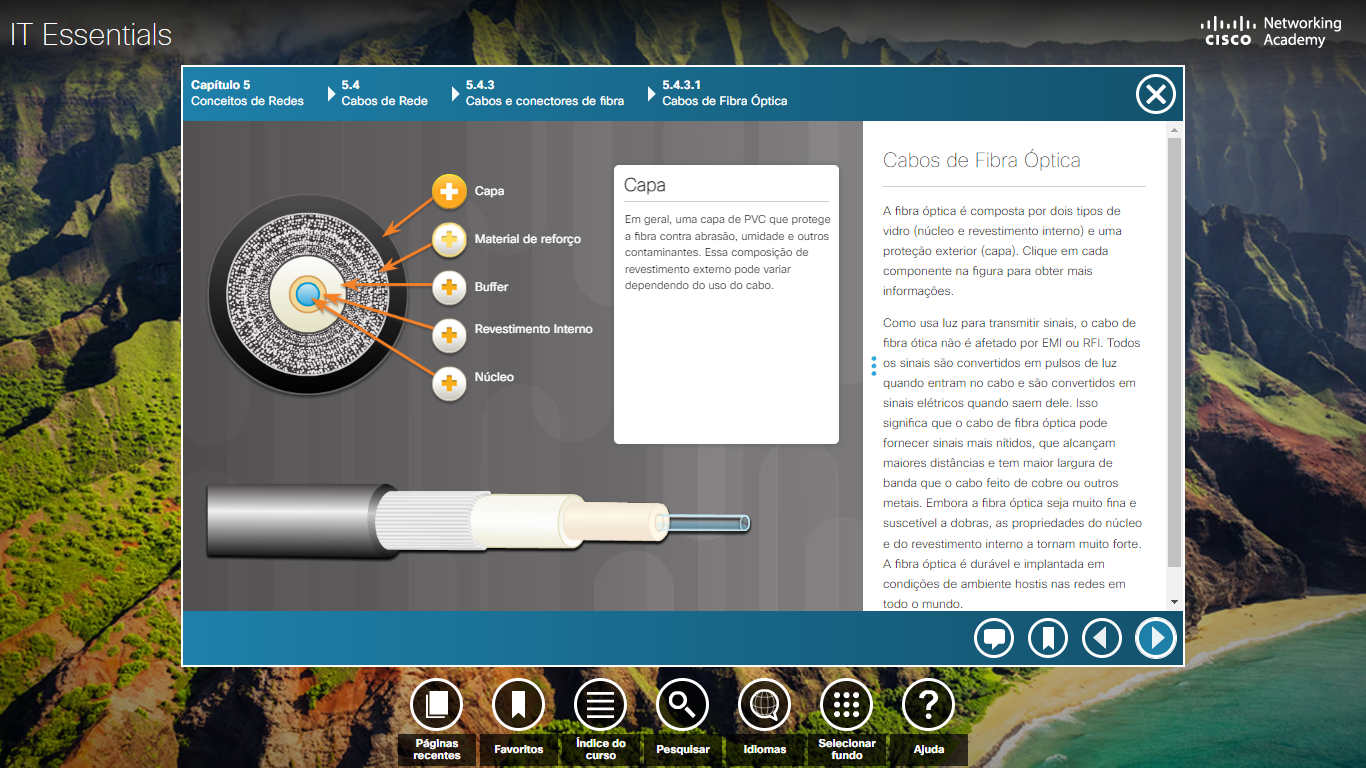 IT Essentials
Networking
CISCO Academy
Capítulo 5
Conceitos de Redes
5.4
Cabos de Rede
5.4.3
Cabos e conectores de fibra
5.4.3.1
Cabos de Fibra Óptica
Capa
Material de reforço
Buffer
Revestimento Interno
Núcleo
Capa
Em geral, uma capa de PVC que protege
a fibra contra abrasão, umidade e outros
contaminantes. Essa composição de
revestimento externo pode variar
dependendo do uso do cabo.
Cabos de Fibra Óptica
A fibra óptica é composta por dois tipos de
vidro (núcleo e revestimento interno) e uma
proteção exterior (capa). Clique em cada
componente na figura para obter mais
informações.
Como usa luz para transmitir sinais, o cabo de
fibra ótica não é afetado por EMI ou RFI. Todos
os sinais são convertidos em pulsos de luz
quando entram no cabo e são convertidos em
sinais elétricos quando saem dele. Isso
significa que o cabo de fibra óptica pode
fornecer sinais mais nítidos, que alcançam
maiores distâncias e tem maior largura de
banda que o cabo feito de cobre ou outros
metais. Embora a fibra óptica seja muito fina e
suscetível a dobras, as propriedades do núcleo
e do revestimento interno a tornam muito forte.
A fibra óptica é durável e implantada em
condições de ambiente hostis nas redes em
todo o mundo.
Páginas
recentes
Favoritos
Índice do
curso
Pesquisar
Idiomas
Selecionar
fundo
Ajuda